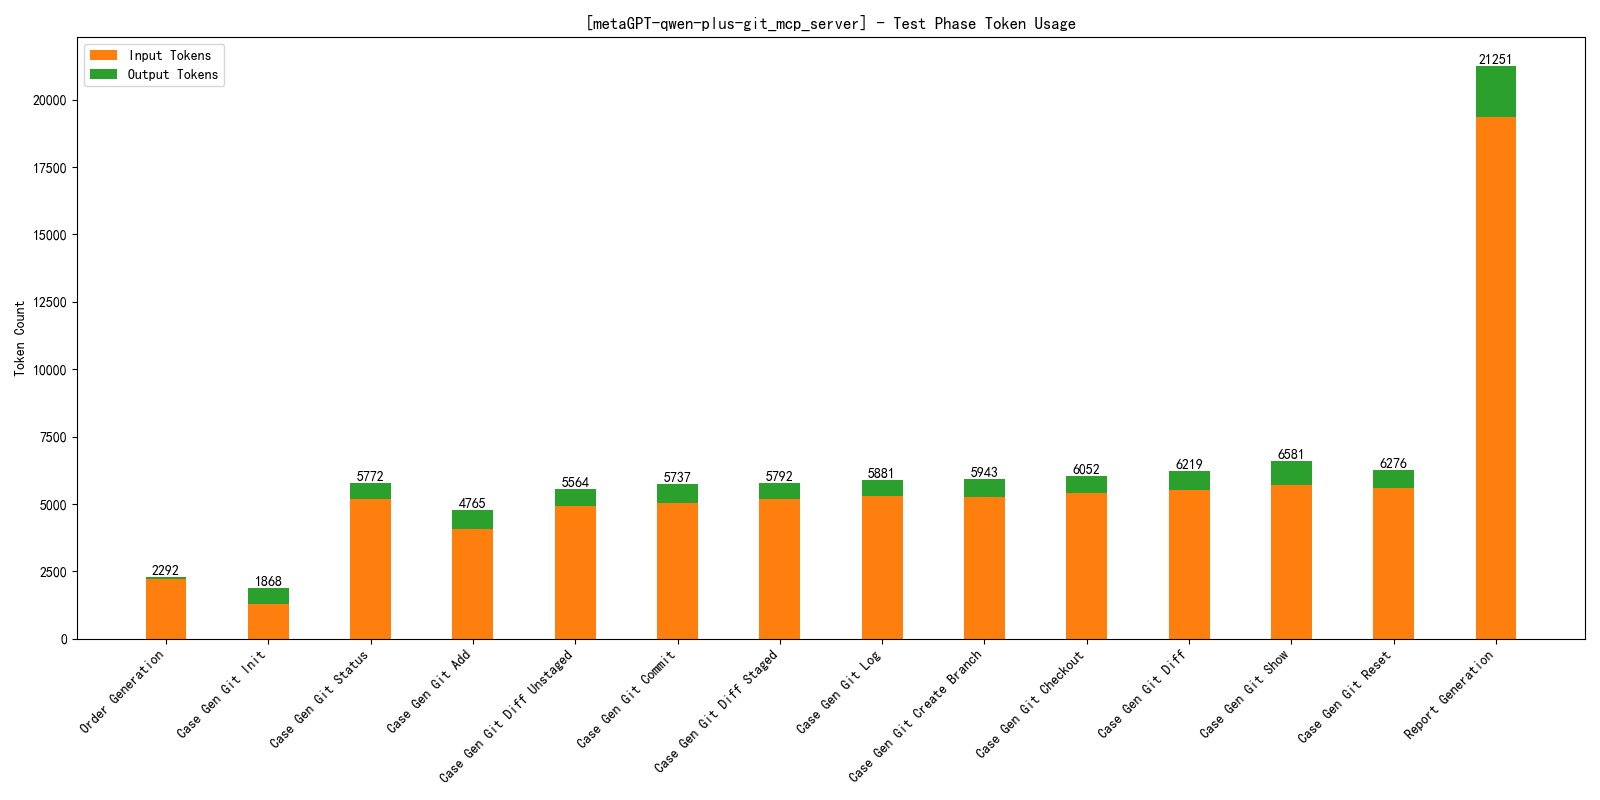 [metaGPT-qwen-plus-git_mcp_server] - Test Phase Token Usage
Input Tokens
Output Tokens
Token Count
20000
17500
15000
12500
10000
7500
5000
2500
0
2292
1868
5772
4765
5564
5737
5792
5881
5943
6052
6219
6581
6276
21251
Order Generation
Case Gen Git Init
Case Gen Git Status
Case Gen Git Add
Case Gen Git Diff Unstaged
Case Gen Git Commit
Case Gen Git Diff Staged
Case Gen Git Log
Case Gen Git Create Branch
Case Gen Git Checkout
Case Gen Git Diff
Case Gen Git Show
Case Gen Git Reset
Report Generation